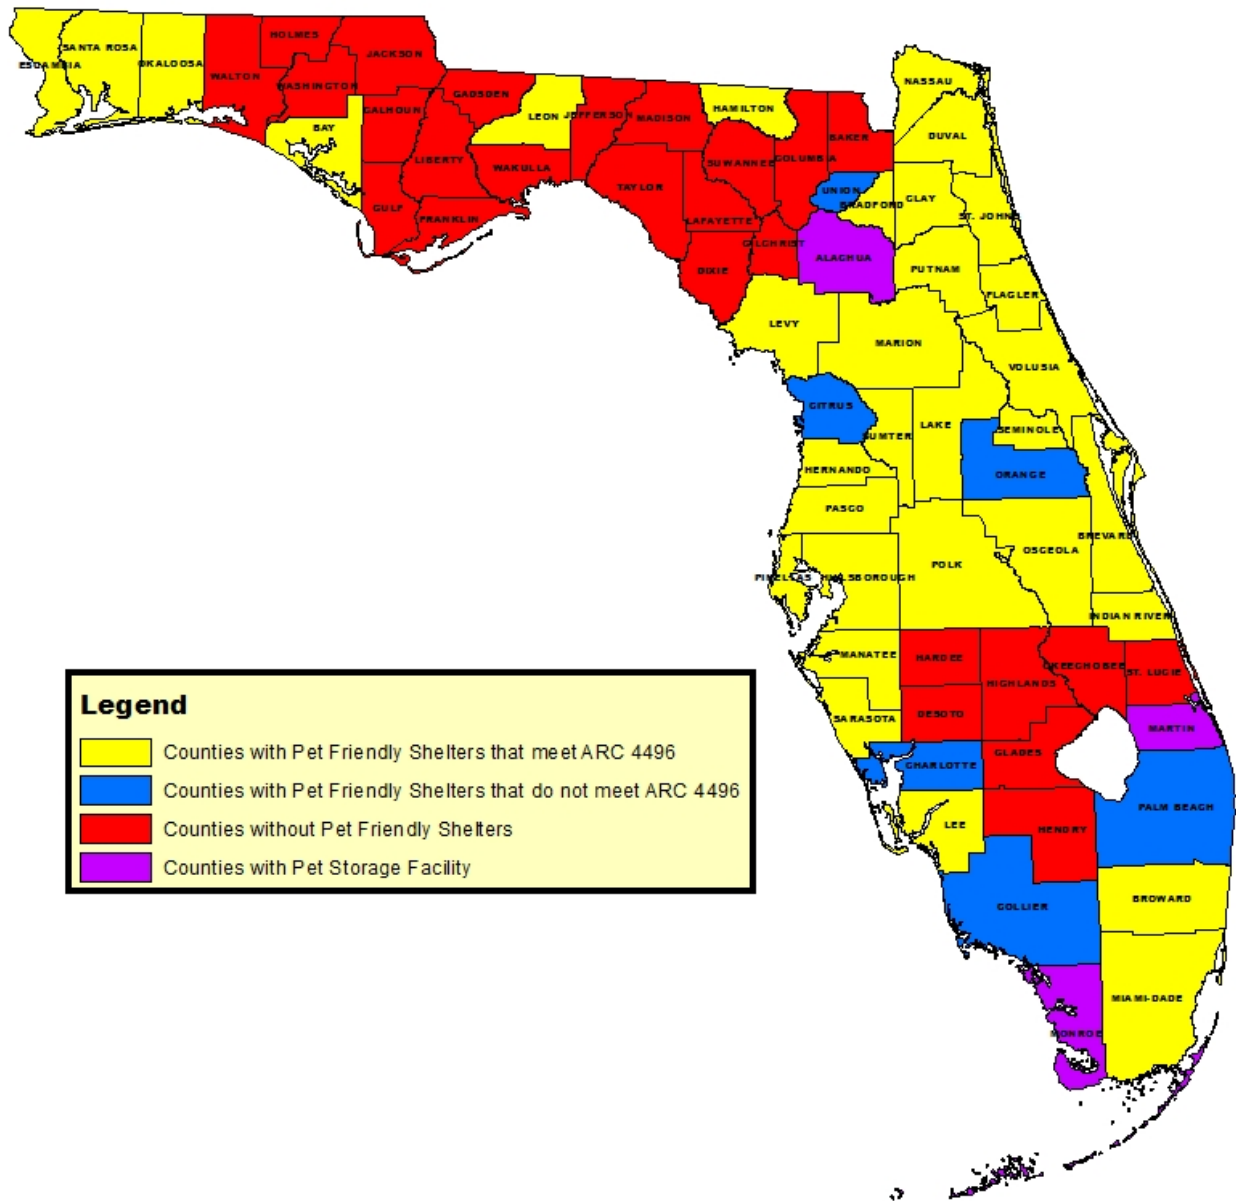 HOLMES
SANTA ROSA
JACKSON
ESCAMBIA
OKALOOSA
WALTON
NASSAU
WASHINGTON
GADSDEN
CALHOUN
HAMILTON
LEON
JEFFERSON
MADISON
BAY
DUVAL
BAKER
LIBERTY
COLUMBIA
SUWANNEE
WAKULLA
TAYLOR
UNION
CLAY
BRADFORD
GULF
FRANKLIN
LAFAYETTE
ST. JOHNS
GILCHRIST
ALACHUA
DIXIE
PUTNAM
FLAGLER
LEVY
MARION
VOLUSIA
CITRUS
LAKE
SEMINOLE
SUMTER
HERNANDO
ORANGE
PASCO
BREVARD
OSCEOLA
POLK
PINELLAS
HILLSBOROUGH
INDIAN RIVER
MANATEE
HARDEE
OKEECHOBEE
ST. LUCIE
HIGHLANDS
DESOTO
SARASOTA
MARTIN
GLADES
CHARLOTTE
PALM BEACH
LEE
HENDRY
BROWARD
COLLIER
MIAMI-DADE
MONROE
Legend
Counties with Pet Friendly Shelters that meet ARC 4496
Counties with Pet Friendly Shelters that do not meet ARC 4496
Counties without Pet Friendly Shelters
Counties with Pet Storage Facility